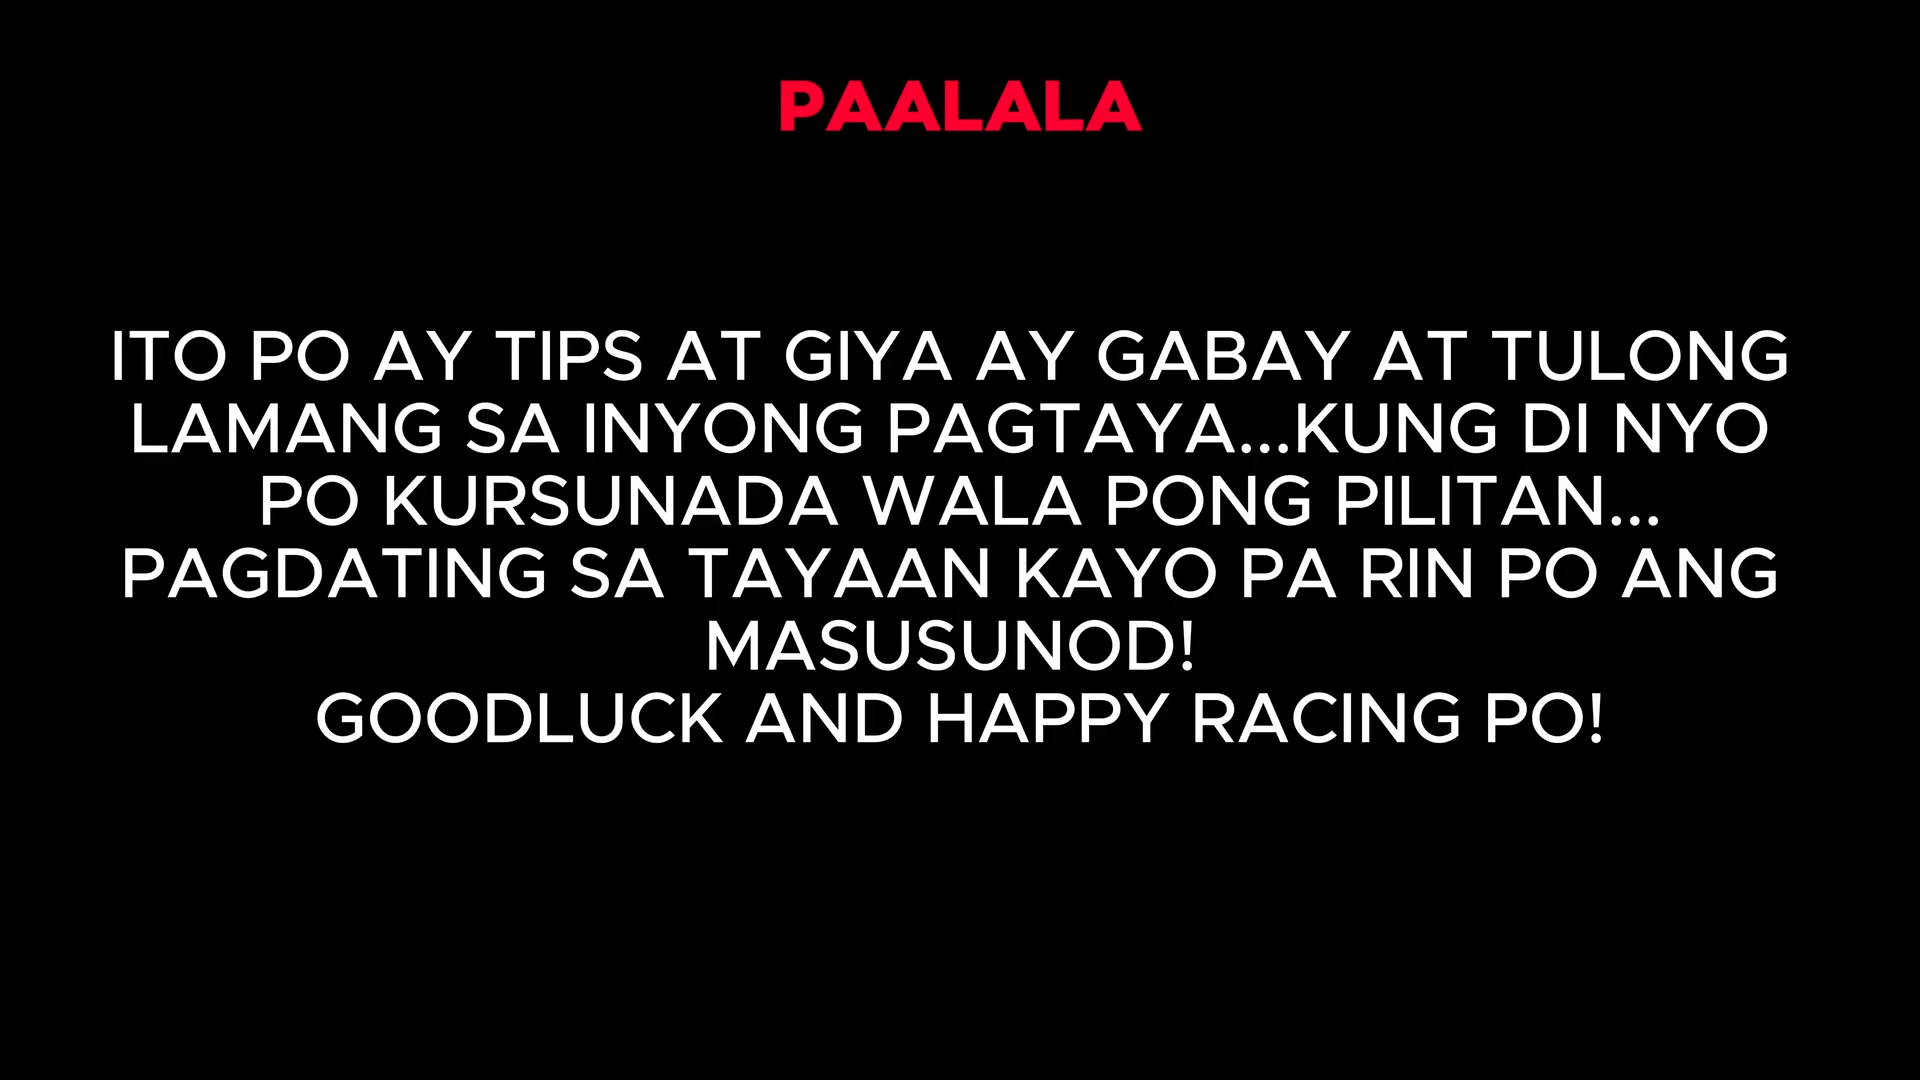 PAALALA
ITO PO AY TIPS AT GIYA AY GABAY AT TULONG
LAMANG SA INYONG PAGTAYA...KUNG DI NYO
PO KURSUNADA WALA PONG PILITAN...
PAGDATING SA TAYAAN KAYO PA RIN PO ANG
MASUSUNOD!
GOODLUCK AND HAPPY RACING PO!